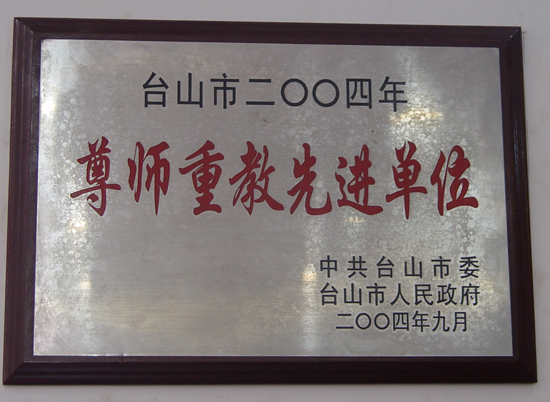 台山市二〇〇四年
尊师重教先进单位
中共台山市委
台山市人民政府
二〇〇四年九月